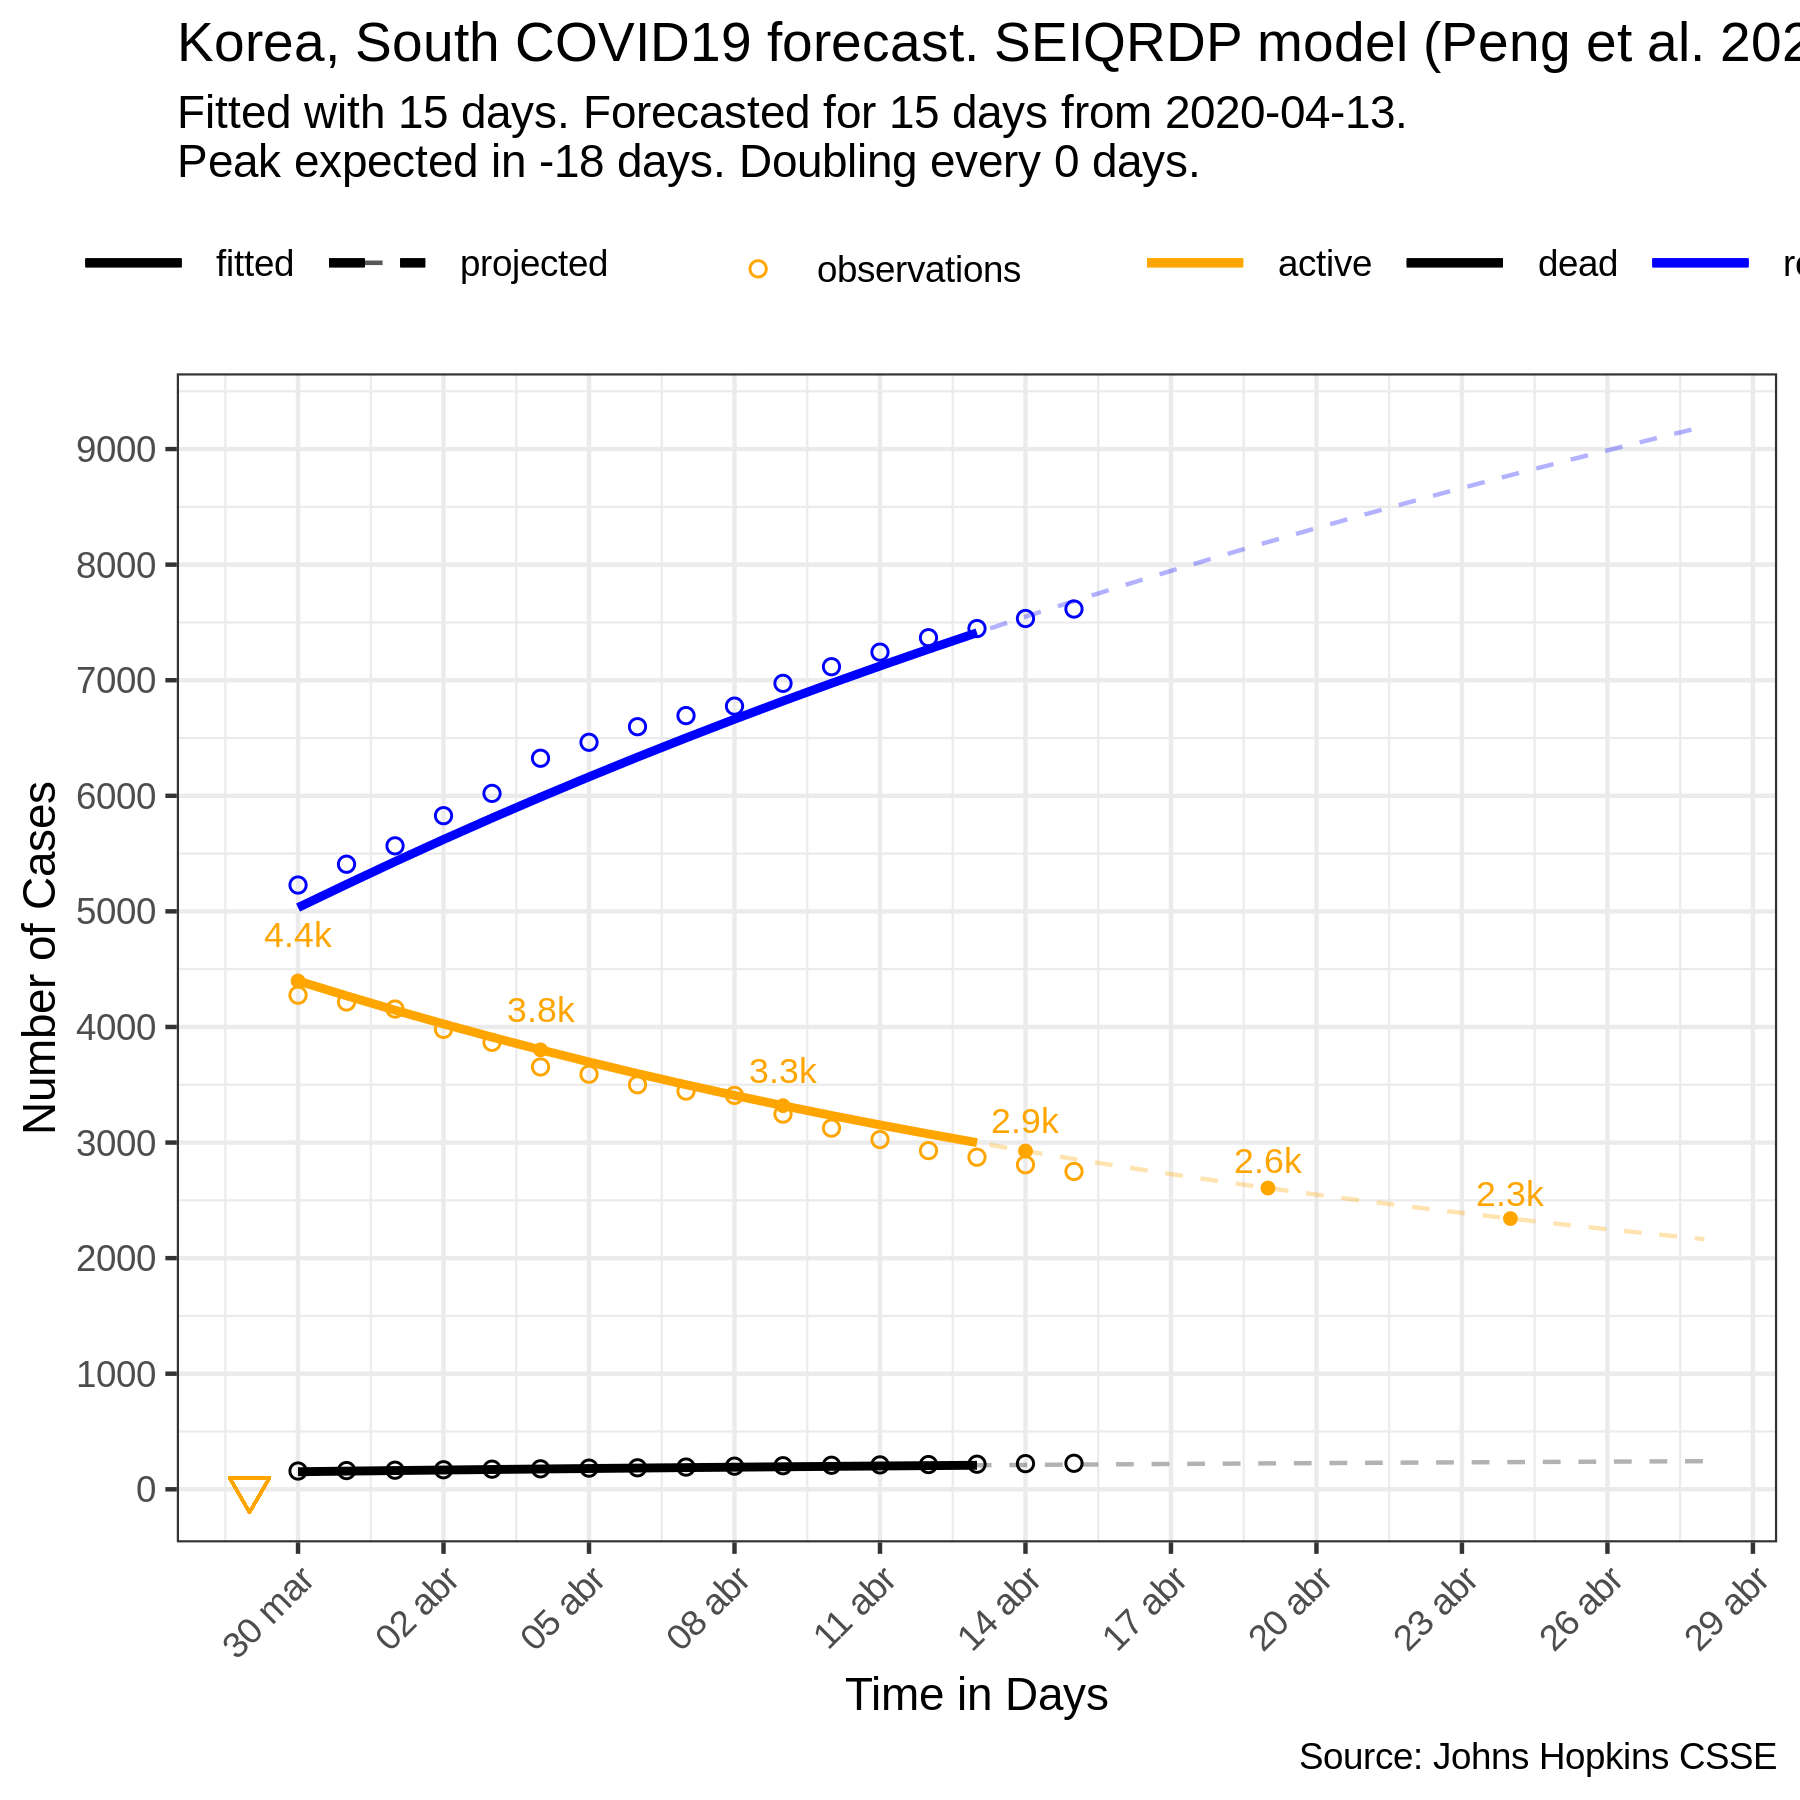 Korea, South COVID19 forecast. SEIQRDP model (Peng et al. 202
Fitted with 15 days. Forecasted for 15 days from 2020-04-13.
Peak expected in -18 days. Doubling every 0 days.
fitted projected observations active dead
9000
8000
7000
6000
5000
4000
3000
2000
1000
0
Number of Cases
4.4k
3.8k
3.3k
2.9k
2.6k
2.3k
30 mar
02 abr
05 abr
08 abr
11 abr
14 abr
17 abr
20 abr
23 abr
26 abr
29 abr
Time in Days
Source: Johns Hopkins CSSE